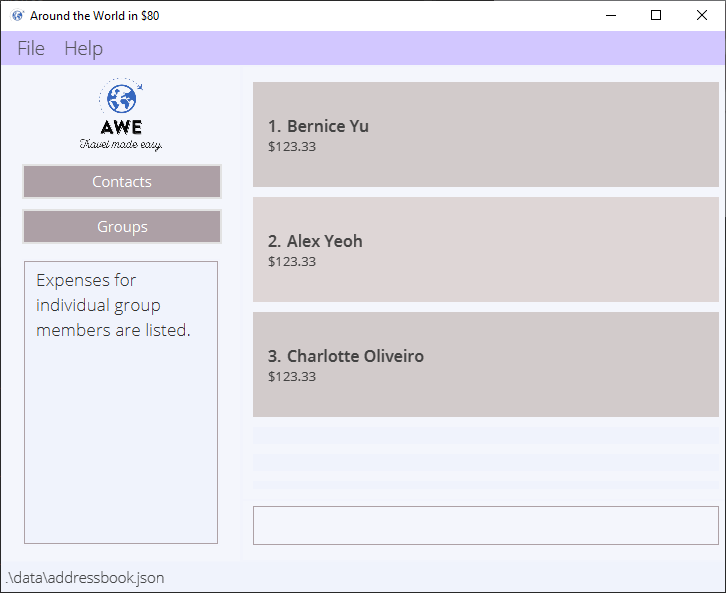 Around the World in $80
File Help
AWE
Travel made easy.
Contacts
Groups
Expenses for
individual group
members are listed.
1. Bernice Yu
$123.33
2. Alex Yeoh
$123.33
3. Charlotte Oliveiro
$123.33
.\data\addressbook.json